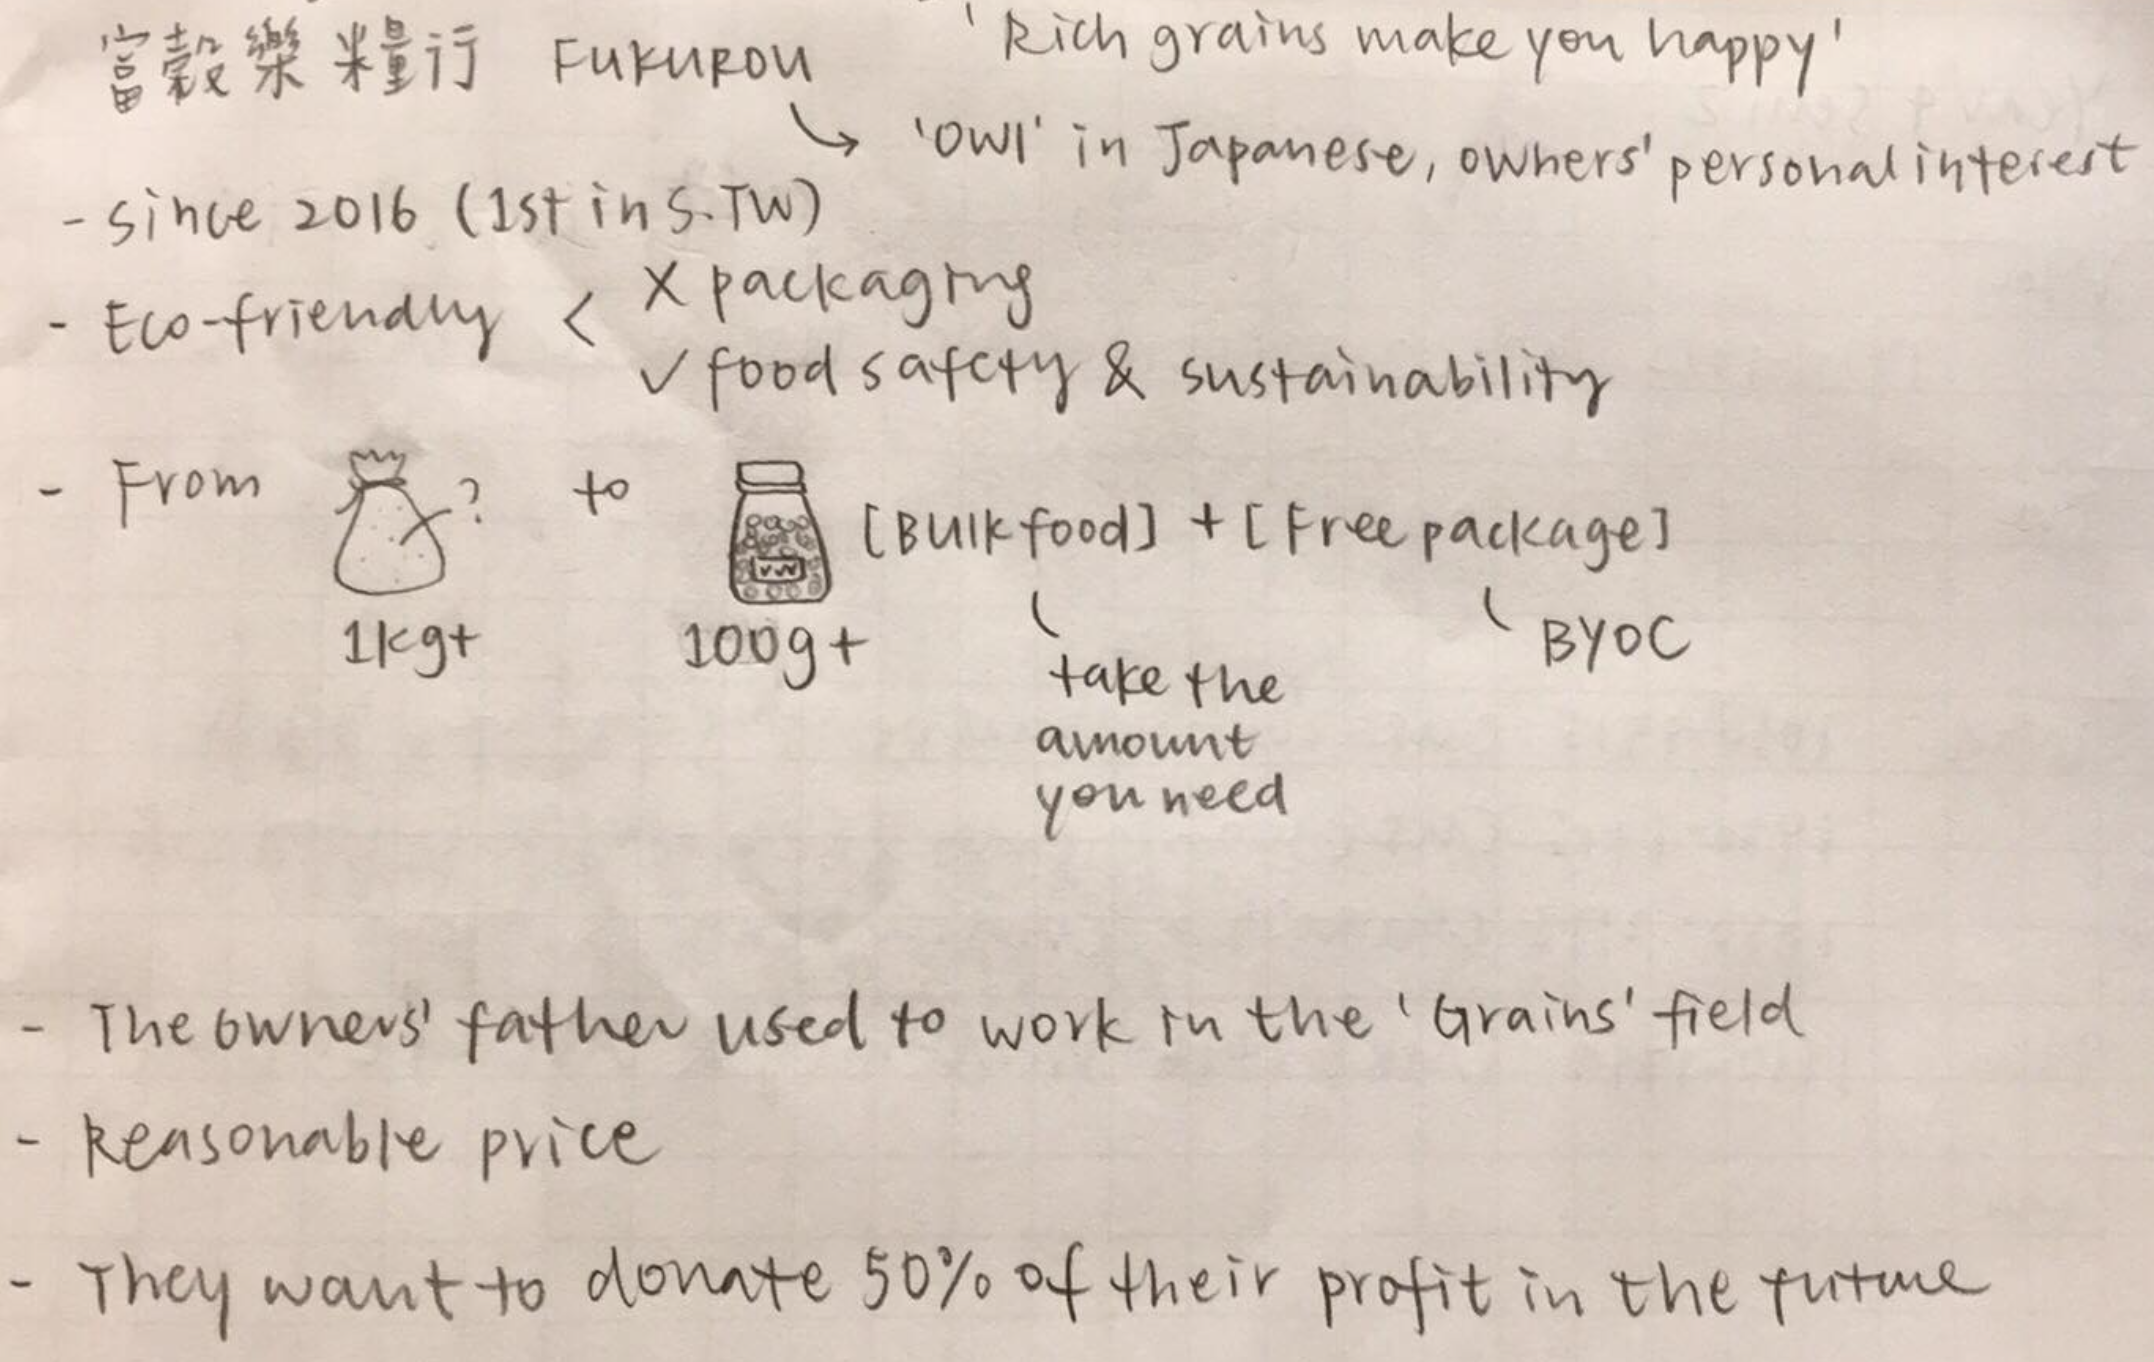 富穀樂糧行 FUKUROU 'Rich grains make you happy'
'OWl' in Japanese, owners' personal interest
- since 2016 (1st in S.TW)
- Eco-friendly < X packaging
✓ food safety & sustainability
- From ? to [Bulk food] + [Free package]
1kg+ 100g+ BYOC
take the
amount
you need
- The owners' father used to work in the 'Grains' field
- Reasonable price
- They want to donate 50% of their profit in the future